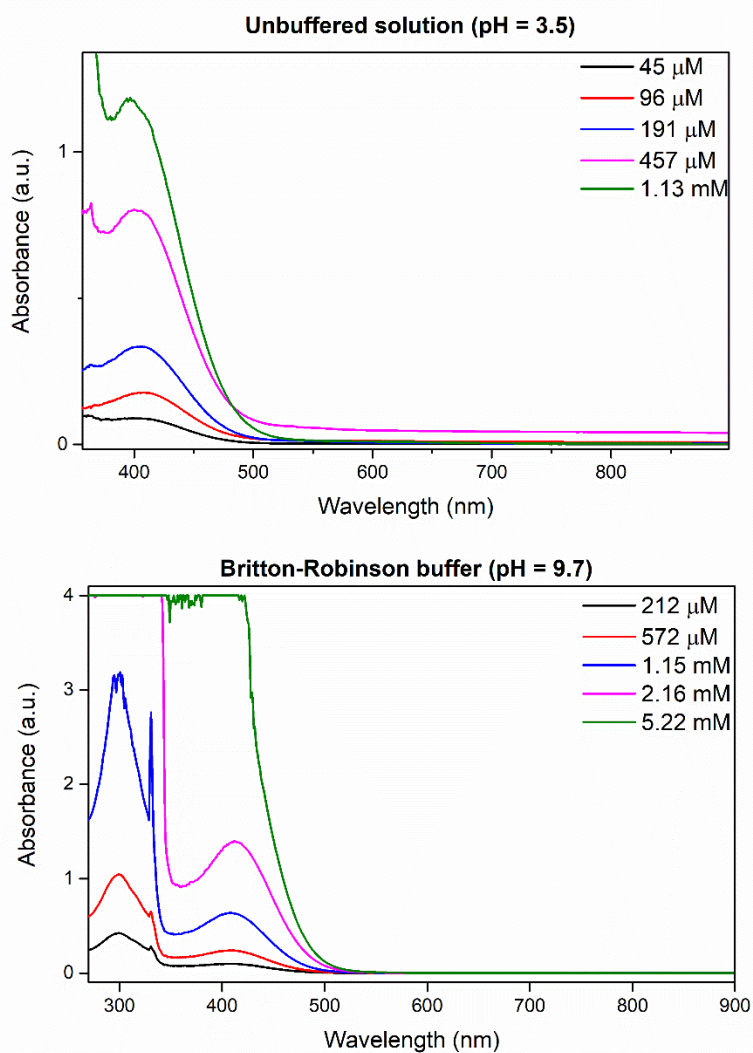 Unbuffered solution (pH = 3.5)
45 μM
96 μM
191 μM
457 μM
1.13 mM
1
0
Absorbance (a.u.)
400 500 600 700 800
Wavelength (nm)
Britton-Robinson buffer (pH = 9.7)
212 μM
572 μM
1.15 mM
2.16 mM
5.22 mM
4
3
2
1
0
Absorbance (a.u.)
300 400 500 600 700 800 900
Wavelength (nm)